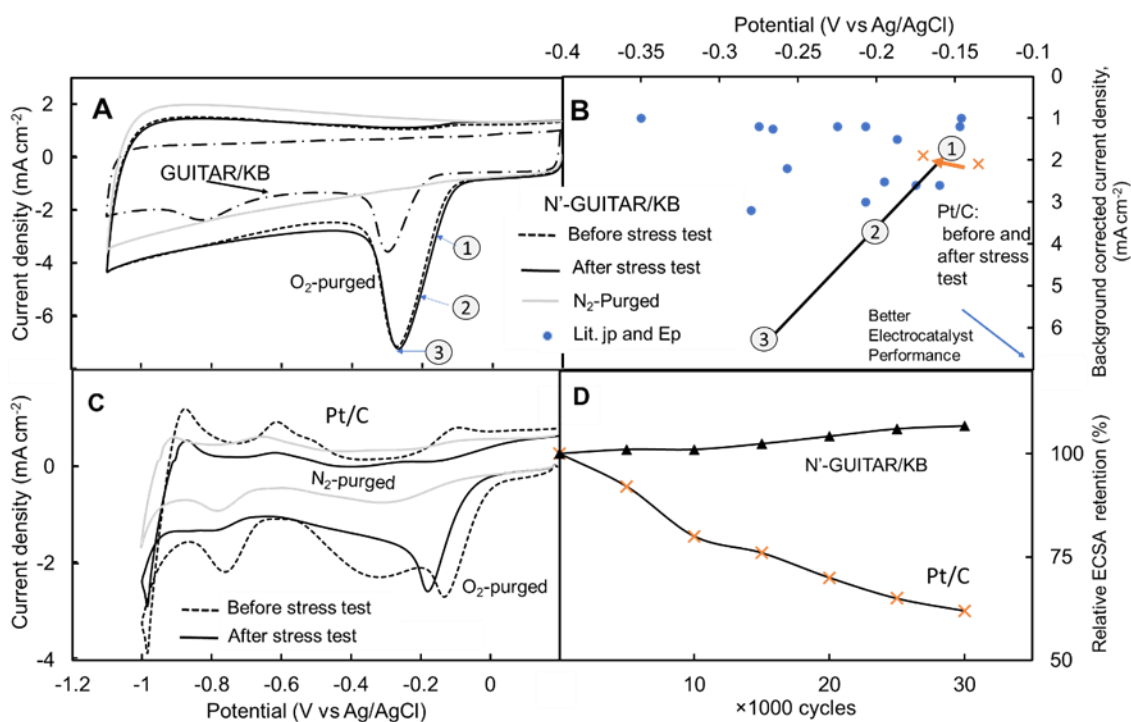 Potential (V vs Ag/AgCl)
-0.4 -0.35 -0.3 -0.25 -0.2 -0.15 -0.1
A
2
0
-2
-4
-6
Current density (mA cm⁻²)
GUITAR/KB
O₂-purged
1
2
3
N'-GUITAR/KB
Before stress test
After stress test
N₂-Purged
Lit. jp and Ep
B
1
2
3
Pt/C:
before and
after stress
test
Better
Electrocatalyst
Performance
0
1
2
3
4
5
6
Background corrected current density,
(mA cm⁻²)
C
Pt/C
0
-2
-4
Current density (mA cm⁻²)
N₂-purged
O₂-purged
Before stress test
After stress test
-1.2 -1 -0.8 -0.6 -0.4 -0.2 0
Potential (V vs Ag/AgCl)
D
N'-GUITAR/KB
Pt/C
100
75
50
Relative ECSA retention (%)
10 20 30
×1000 cycles